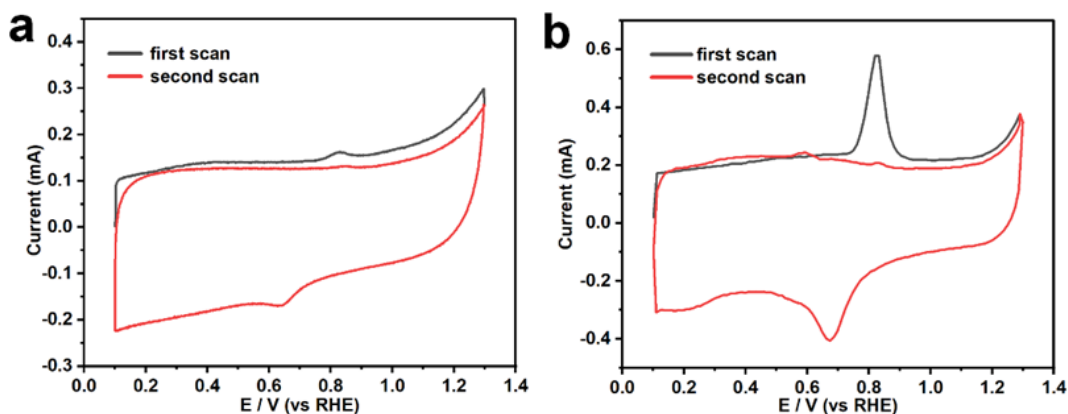 a
first scan
second scan
0.4
0.3
0.2
0.1
0.0
-0.1
-0.2
-0.3
Current (mA)
0.0 0.2 0.4 0.6 0.8 1.0 1.2 1.4
E / V (vs RHE)
b
first scan
second scan
0.6
0.4
0.2
0.0
-0.2
-0.4
Current (mA)
0.0 0.2 0.4 0.6 0.8 1.0 1.2 1.4
E / V (vs RHE)